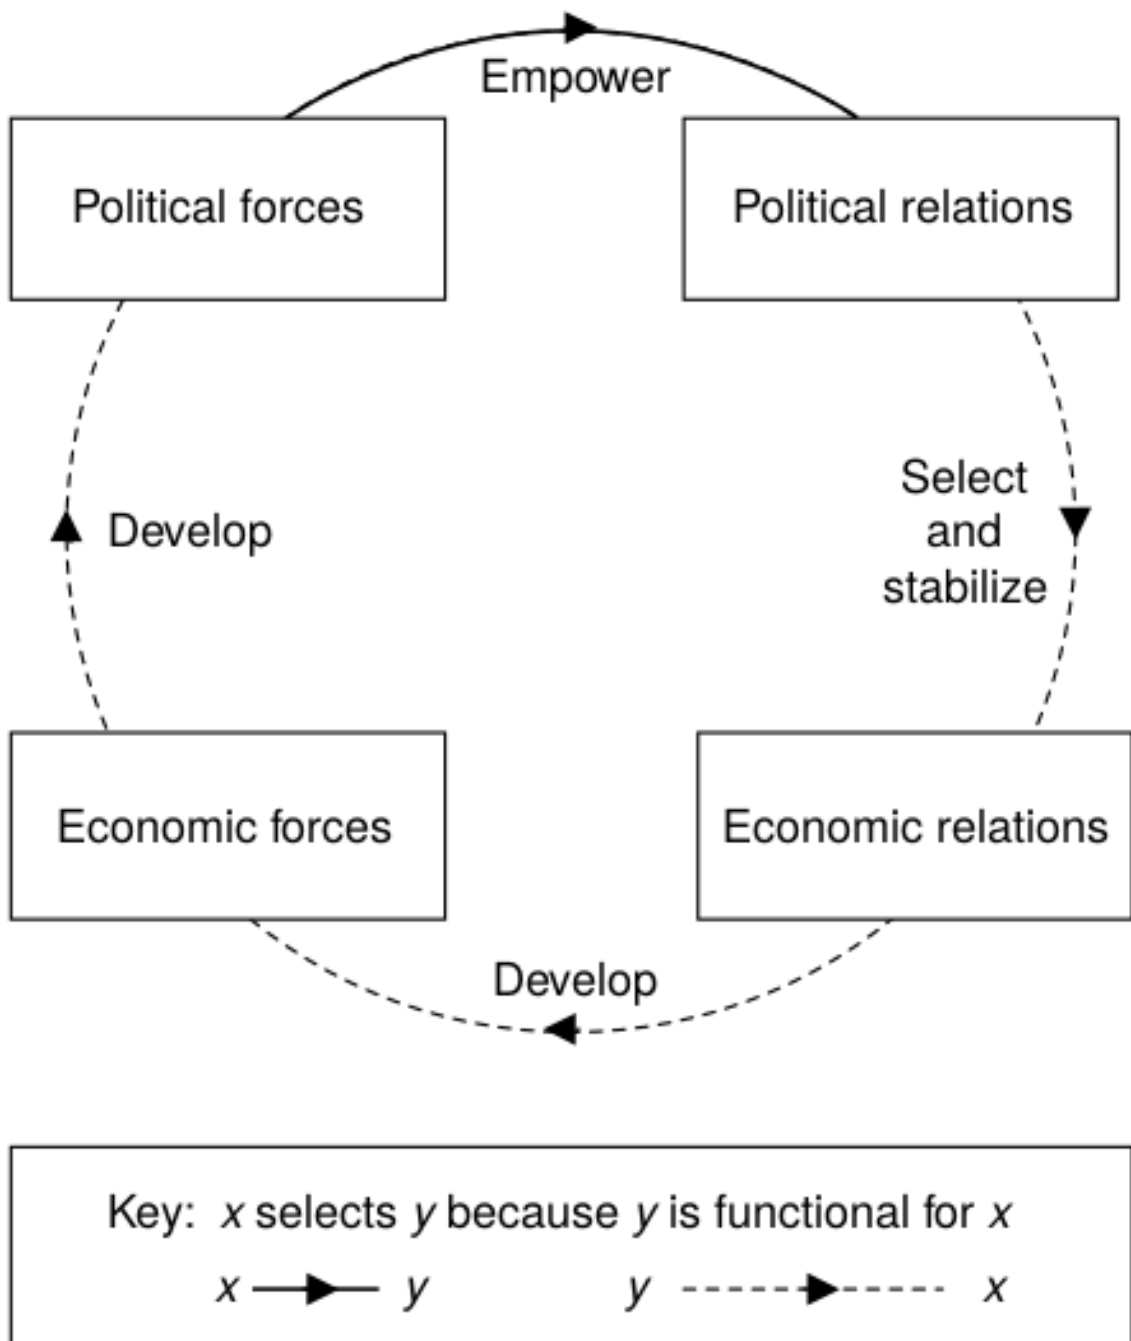 Empower
Political forces
Political relations
Develop
Select
and
stabilize
Economic forces
Economic relations
Develop
Key: x selects y because y is functional for x
x y y x